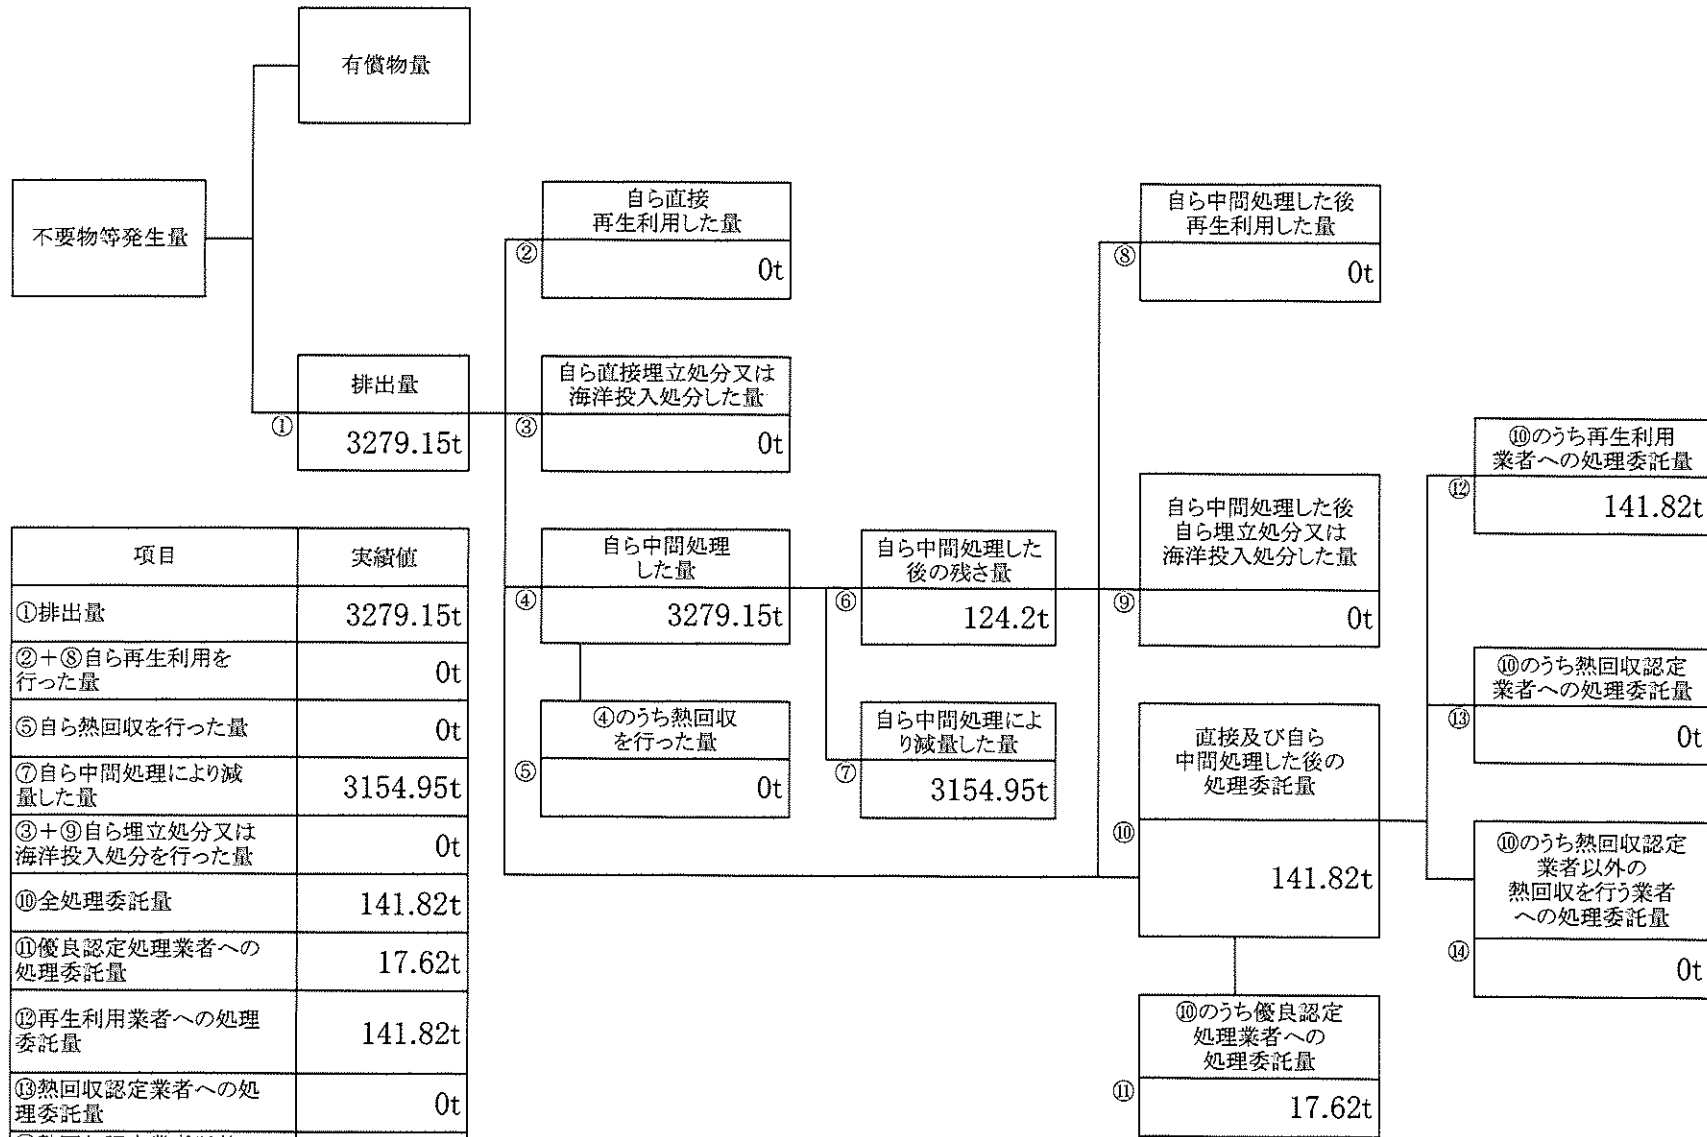 有償物量
不要物等発生量
排出量
①
3279.15t
自ら直接
再生利用した量
②
0t
自ら直接埋立処分又は
海洋投入処分した量
③
0t
自ら中間処理
した量
④
3279.15t
④のうち熱回収
を行った量
⑤
0t
自ら中間処理した
後の残さ量
⑥
124.2t
自ら中間処理によ
り減量した量
⑦
3154.95t
自ら中間処理した後
再生利用した量
⑧
0t
自ら中間処理した後
自ら埋立処分又は
海洋投入処分した量
⑨
0t
直接及び自ら
中間処理した後の
処理委託量
⑩
141.82t
⑩のうち優良認定
処理業者への
処理委託量
⑪
17.62t
⑩のうち再生利用
業者への処理委託量
⑫
141.82t
⑩のうち熱回収認定
業者への処理委託量
⑬
0t
⑩のうち熱回収認定
業者以外の
熱回収を行う業者
への処理委託量
⑭
0t
項目 実績値
①排出量 3279.15t
②+⑧自ら再生利用を
行った量 0t
⑤自ら熱回収を行った量 0t
⑦自ら中間処理により減
量した量 3154.95t
③+⑨自ら埋立処分又は
海洋投入処分を行った量 0t
⑩全処理委託量 141.82t
⑪優良認定処理業者への
処理委託量 17.62t
⑫再生利用業者への処理
委託量 141.82t
⑬熱回収認定業者への処
理委託量 0t